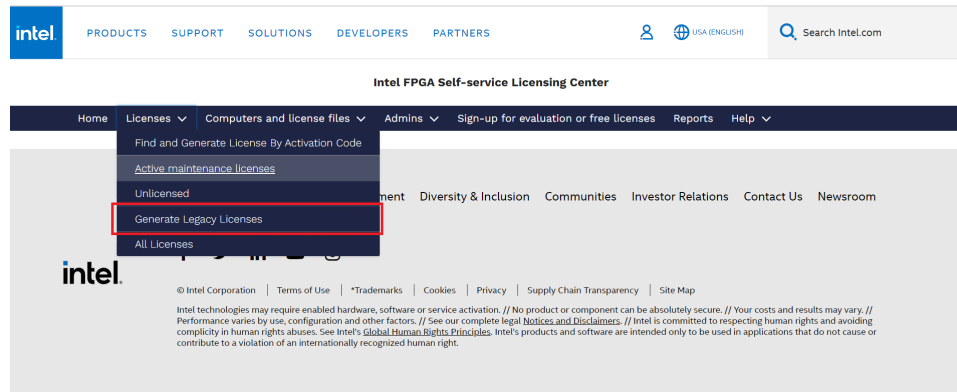 intel.
PRODUCTS SUPPORT SOLUTIONS DEVELOPERS PARTNERS USA (ENGLISH) Search Intel.com
Intel FPGA Self-service Licensing Center
Home Licenses Computers and license files Admins Sign-up for evaluation or free licenses Reports Help
Find and Generate License By Activation Code
Active maintenance licenses
Unlicensed
Generate Legacy Licenses
All Licenses
Diversity & Inclusion Communities Investor Relations Contact Us Newsroom
intel.
© Intel Corporation | Terms of Use | *Trademarks | Cookies | Privacy | Supply Chain Transparency | Site Map
Intel technologies may require enabled hardware, software or service activation. // No product or component can be absolutely secure. // Your costs and results may vary. //
Performance varies by use, configuration and other factors. // See our complete legal Notices and Disclaimers. // Intel is committed to respecting human rights and avoiding
complicity in human rights abuses. See Intel's Global Human Rights Principles. Intel's products and software are intended only to be used in applications that do not cause or
contribute to a violation of an internationally recognized human right.